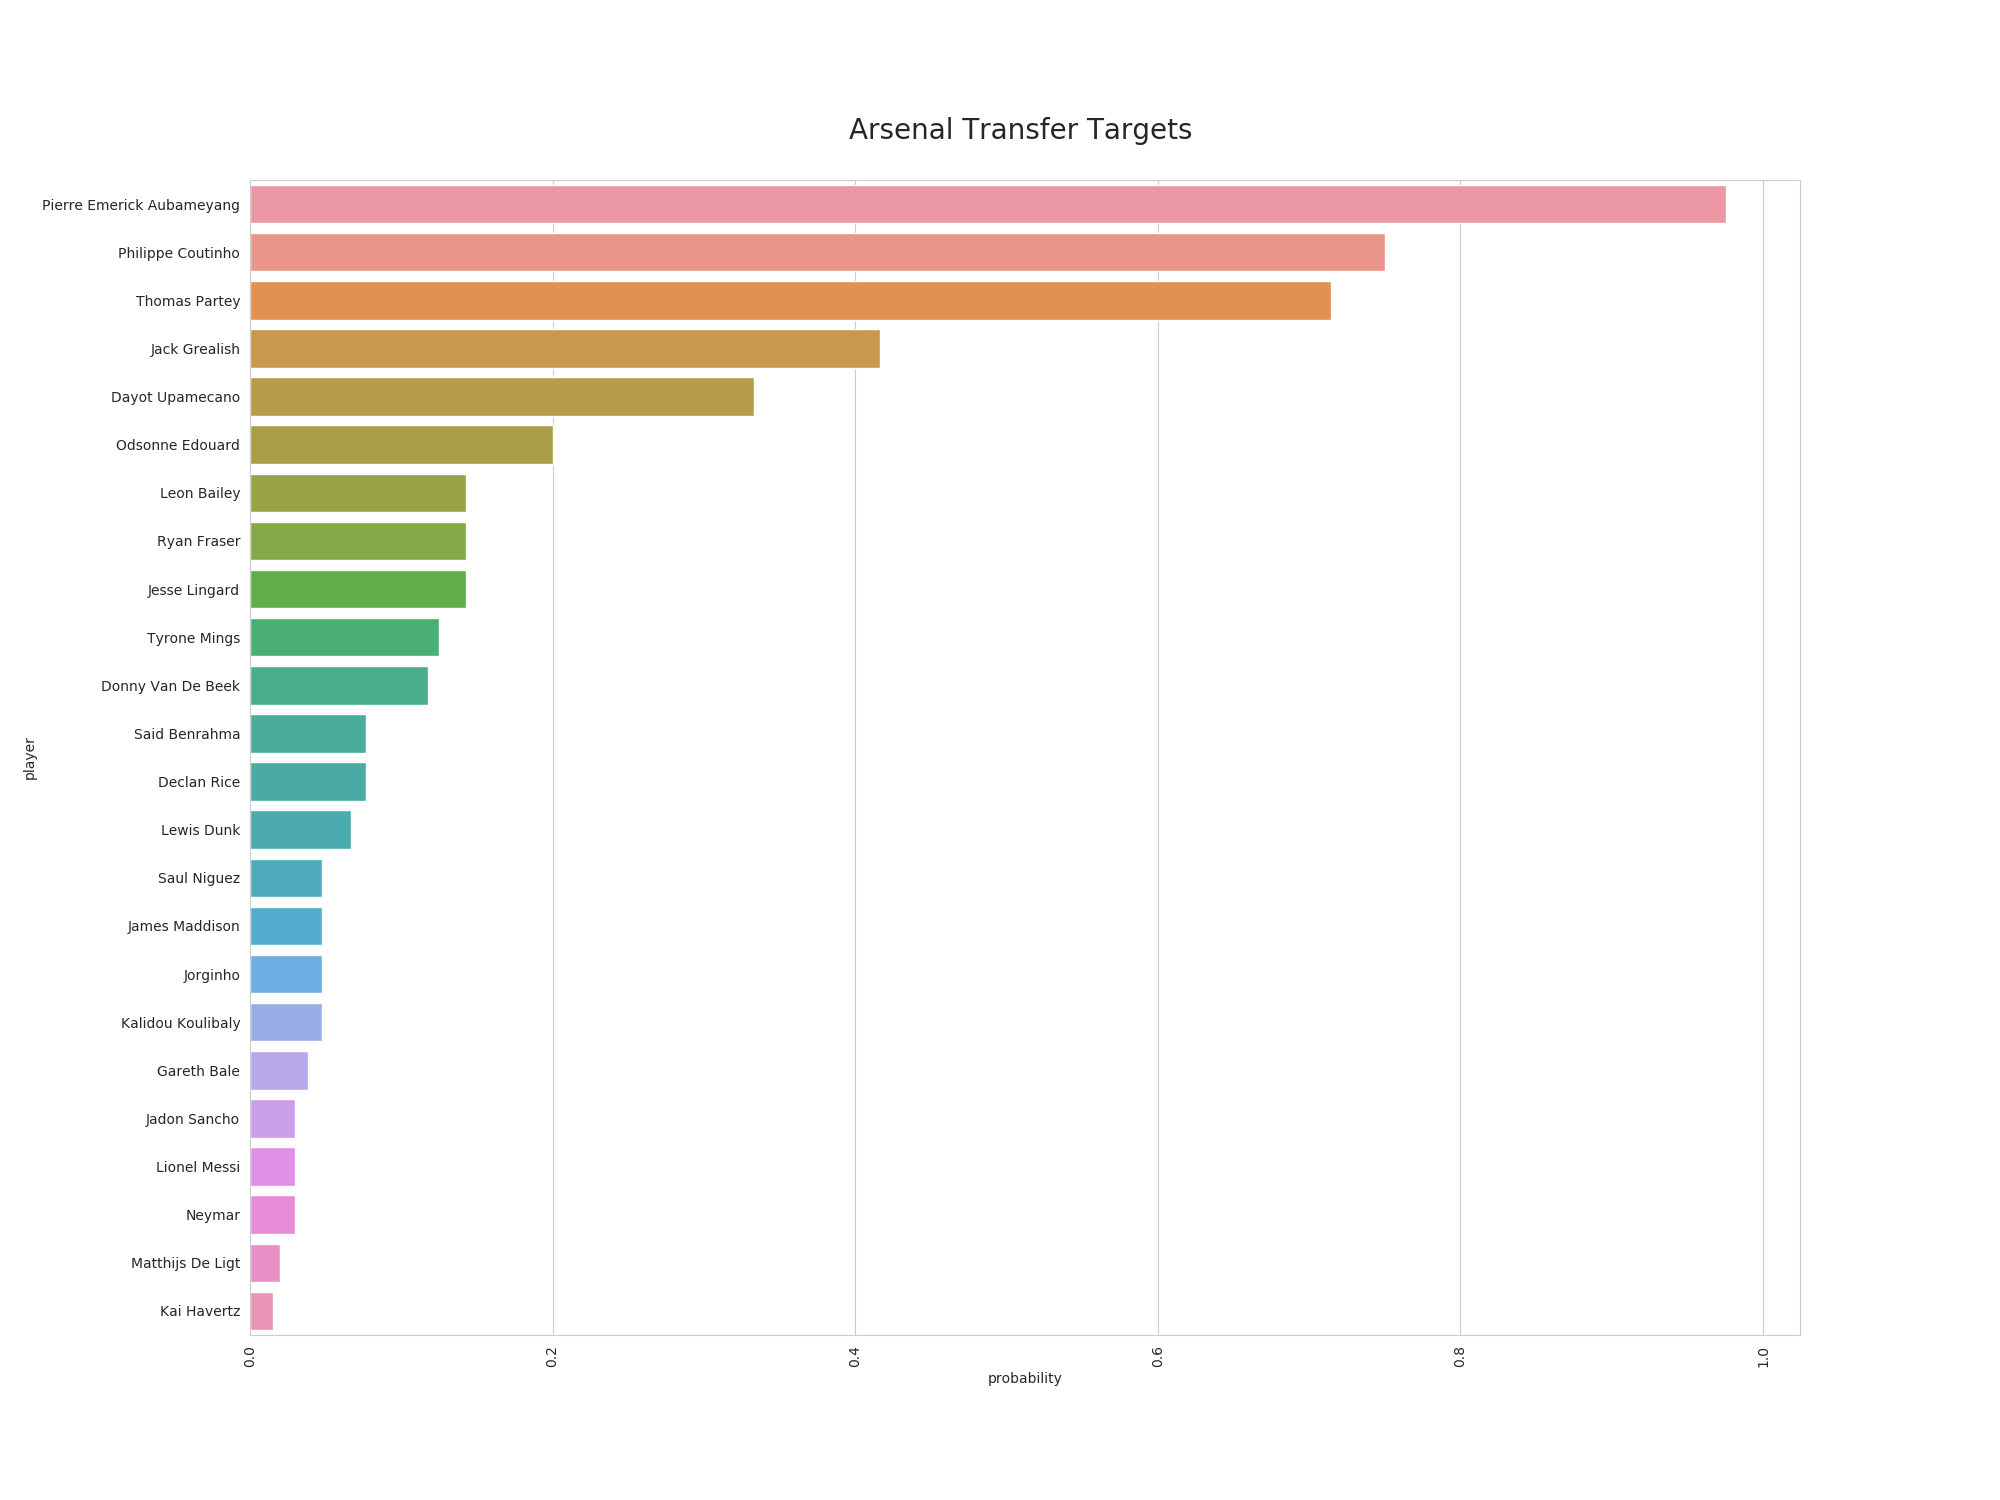 Arsenal Transfer Targets
Pierre Emerick Aubameyang
Philippe Coutinho
Thomas Partey
Jack Grealish
Dayot Upamecano
Odsonne Edouard
Leon Bailey
Ryan Fraser
Jesse Lingard
Tyrone Mings
Donny Van De Beek
Said Benrahma
Declan Rice
Lewis Dunk
Saul Niguez
James Maddison
Jorginho
Kalidou Koulibaly
Gareth Bale
Jadon Sancho
Lionel Messi
Neymar
Matthijs De Ligt
Kai Havertz
player
0.0
0.2
0.4
0.6
0.8
1.0
probability